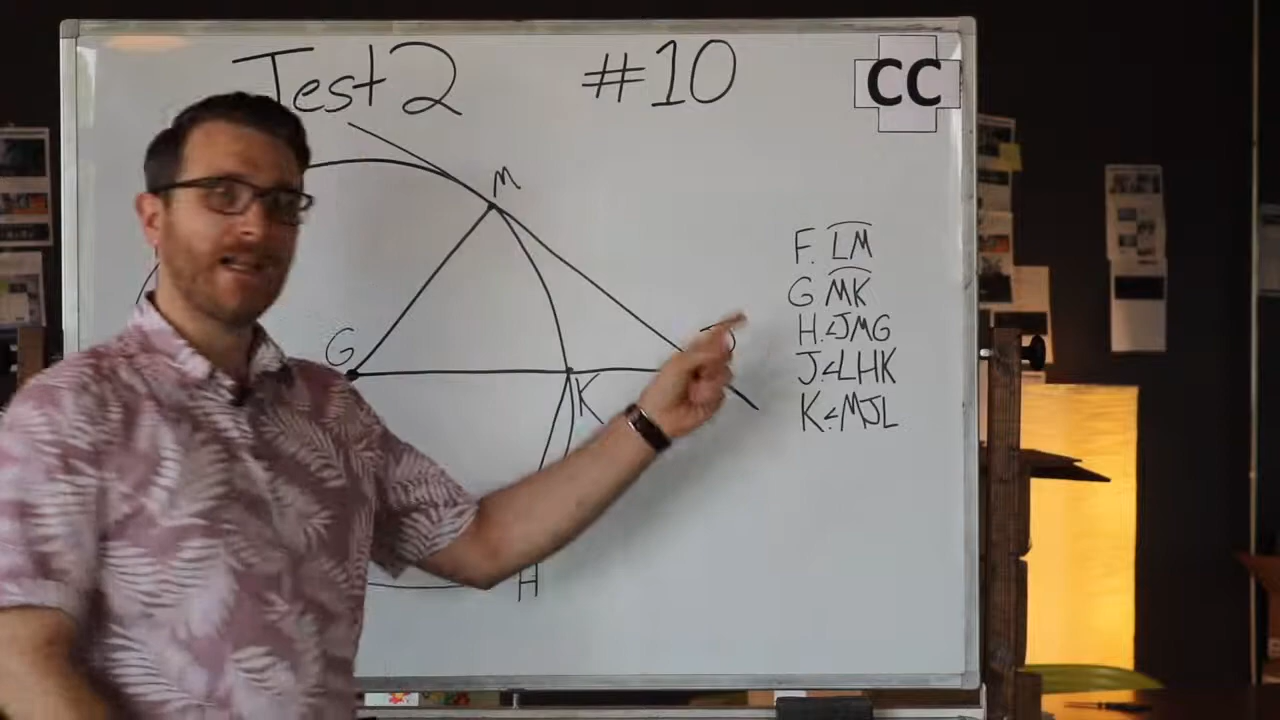 Test 2 #10
CC
M
G
J
K
H
F. LM
G MK
H. ∠JMG
J. ∠LHK
K. ∠MJL